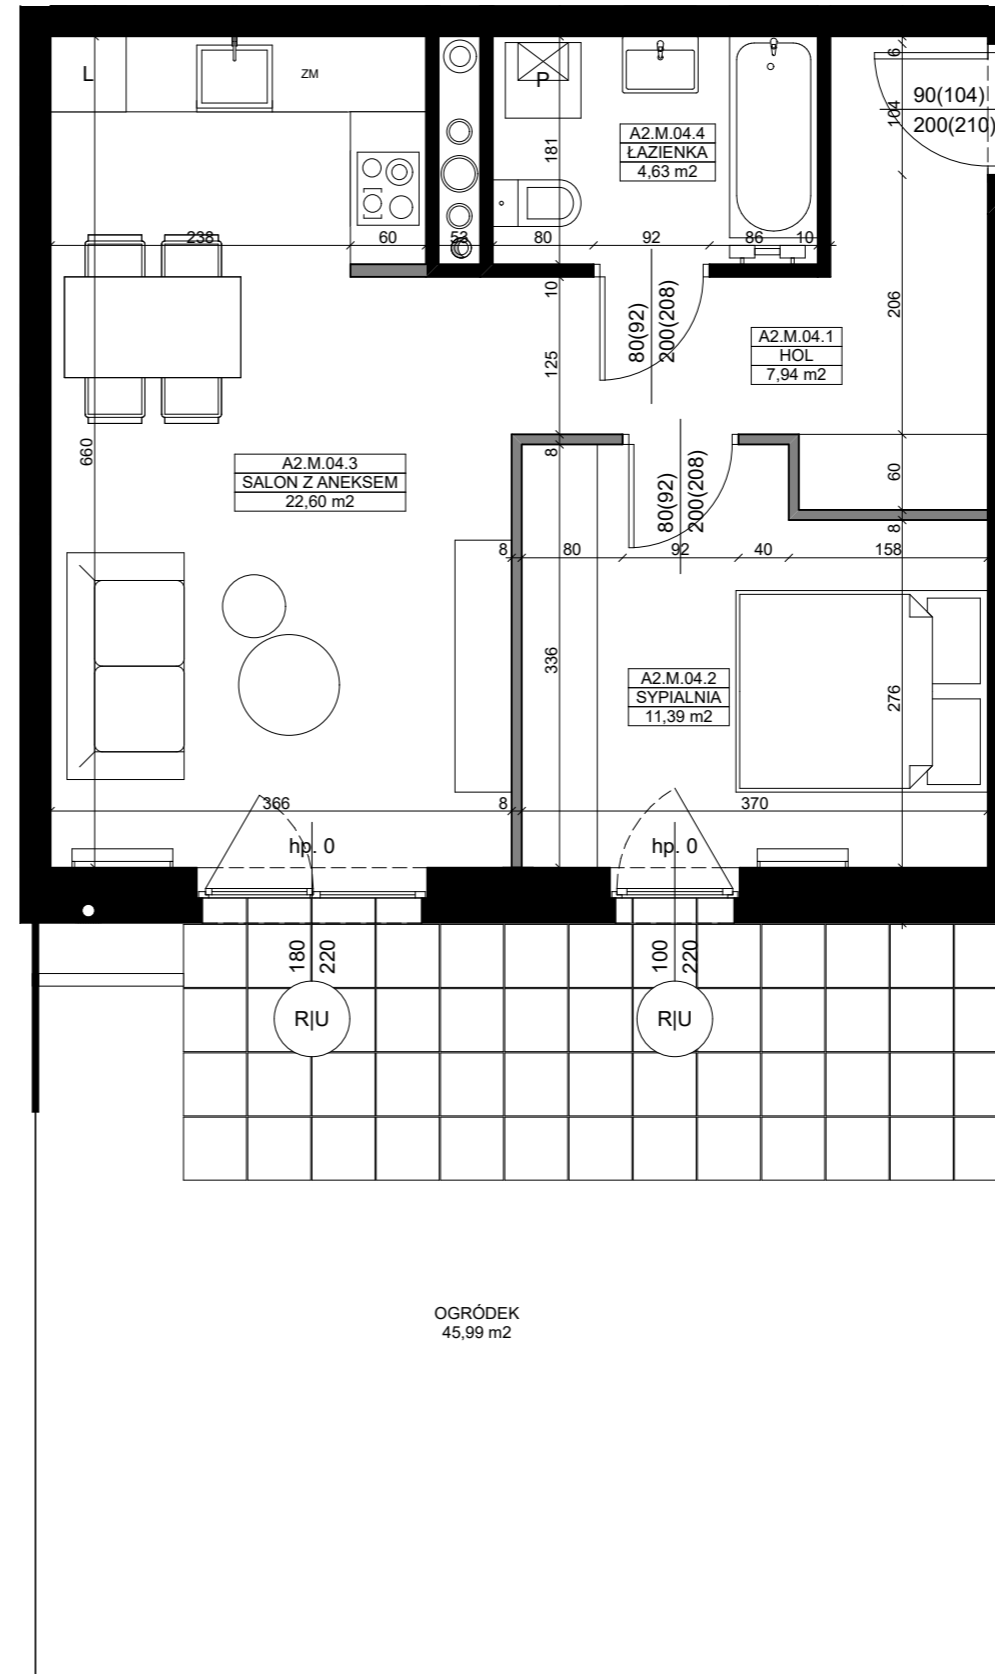 L
ZM
P
6
90(104)
200(210)
104
A2.M.04.4
ŁAZIENKA
4,63 m2
181
238
60
53
80
92
86
10
10
80(92)
200(208)
206
A2.M.04.1
HOL
7,94 m2
125
660
8
A2.M.04.3
SALON Z ANEKSEM
22,60 m2
80(92)
200(208)
60
8
8
80
92
40
158
336
A2.M.04.2
SYPIALNIA
11,39 m2
276
366
8
370
hp. 0
hp. 0
180
220
100
220
R|U
R|U
OGRÓDEK
45,99 m2